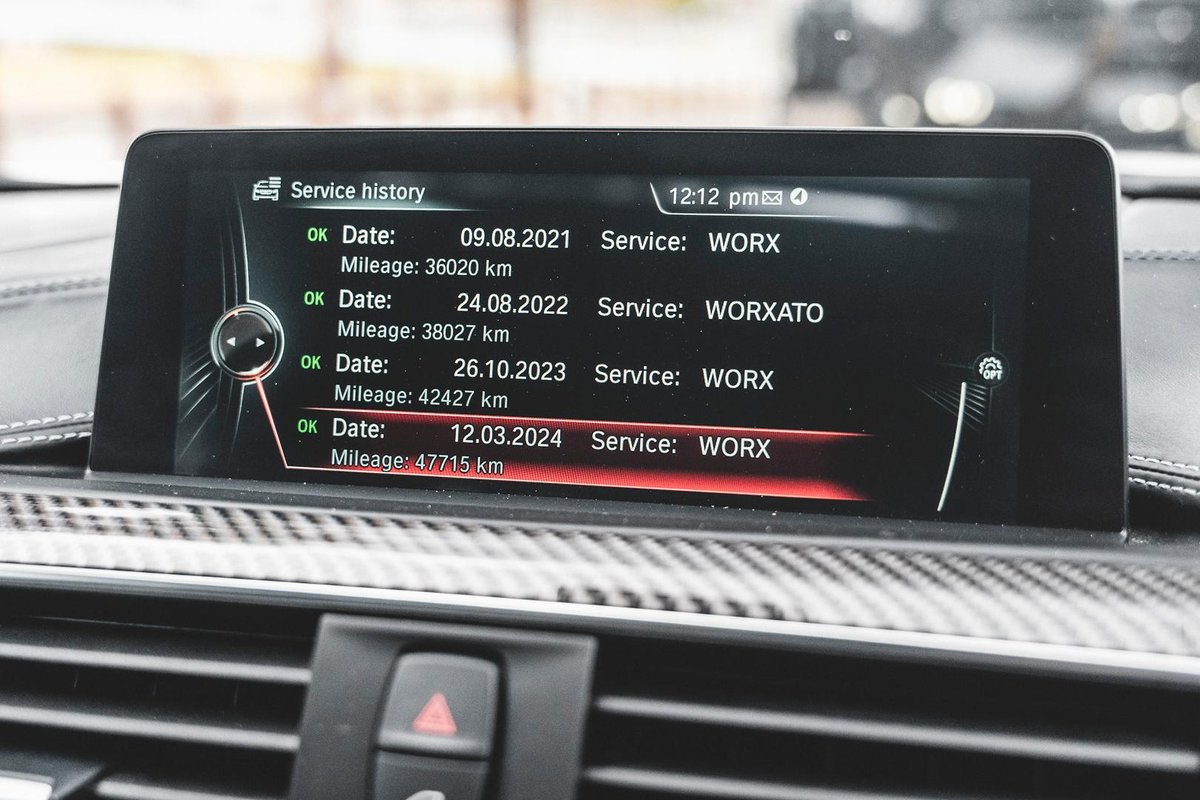 Service history 12:12 pm
OK Date: 09.08.2021 Service: WORX
Mileage: 36020 km
OK Date: 24.08.2022 Service: WORXATO
Mileage: 38027 km
OK Date: 26.10.2023 Service: WORX
Mileage: 42427 km
OK Date: 12.03.2024 Service: WORX
Mileage: 47715 km
OPT